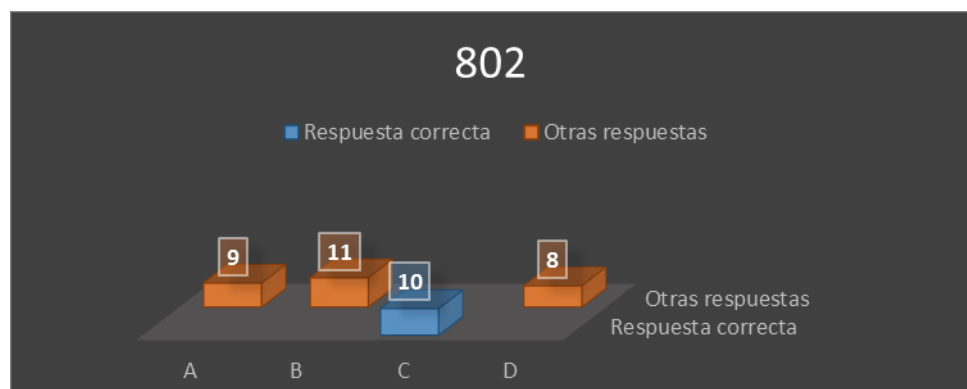 802
Respuesta correcta Otras respuestas
9 11 10 8
Otras respuestas
Respuesta correcta
A B C D